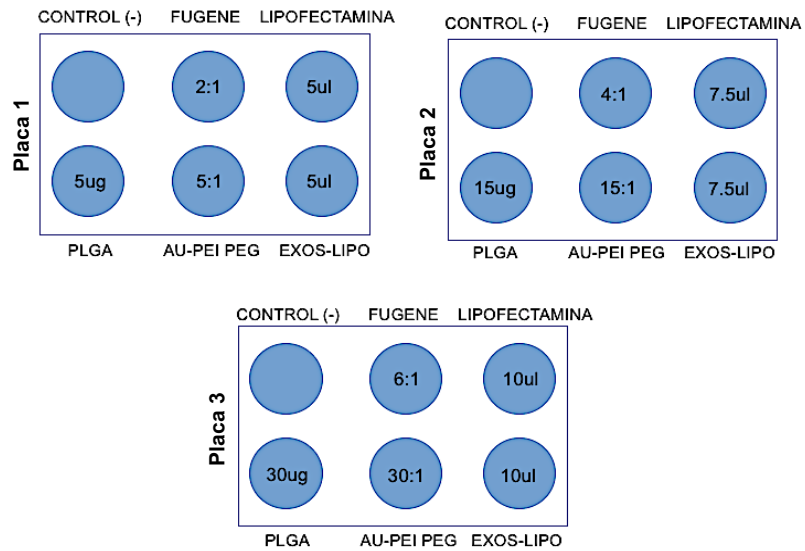 CONTROL (-) FUGENE LIPOFECTAMINA
Placa 1
2:1 5ul
5ug 5:1 5ul
PLGA AU-PEI PEG EXOS-LIPO
CONTROL (-) FUGENE LIPOFECTAMINA
Placa 2
4:1 7.5ul
15ug 15:1 7.5ul
PLGA AU-PEI PEG EXOS-LIPO
CONTROL (-) FUGENE LIPOFECTAMINA
Placa 3
6:1 10ul
30ug 30:1 10ul
PLGA AU-PEI PEG EXOS-LIPO